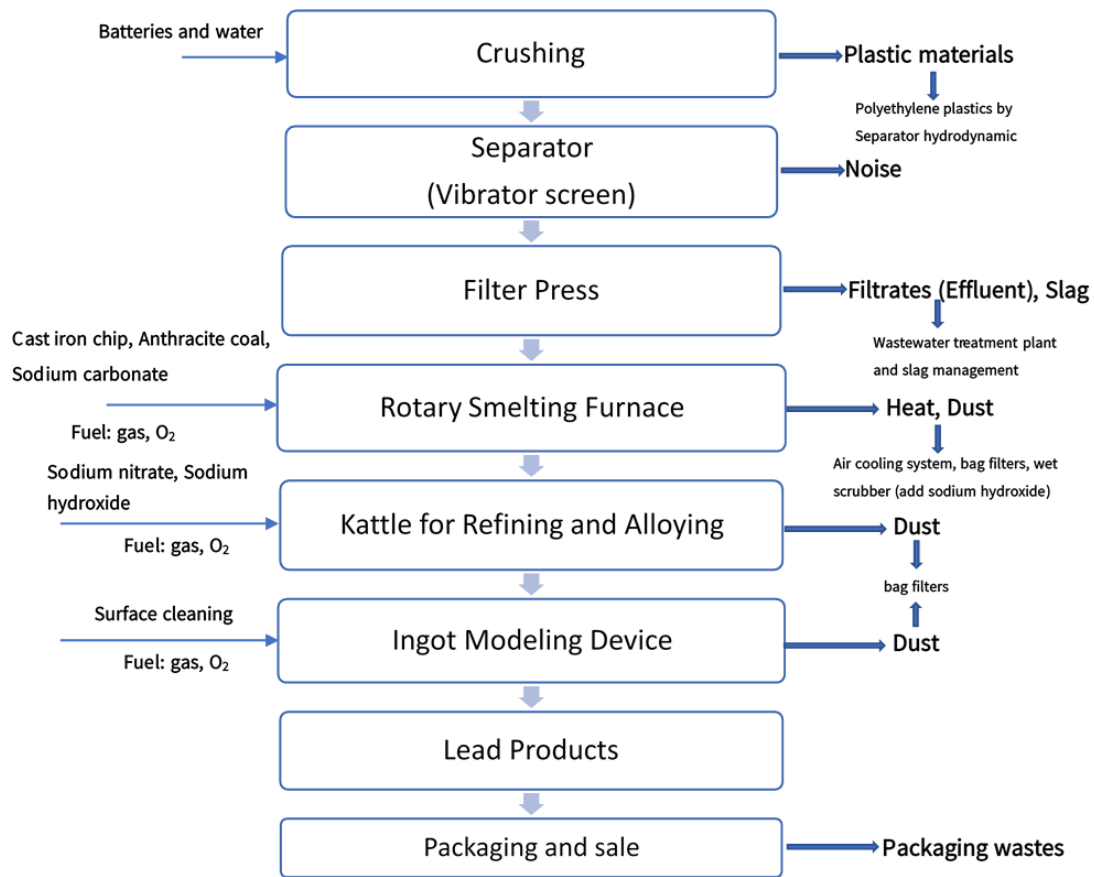 Batteries and water
Crushing
Plastic materials
Polyethylene plastics by
Separator hydrodynamic
Separator
(Vibrator screen)
Noise
Filter Press
Filtrates (Effluent), Slag
Wastewater treatment plant
and slag management
Cast iron chip, Anthracite coal,
Sodium carbonate
Fuel: gas, O₂
Rotary Smelting Furnace
Heat, Dust
Air cooling system, bag filters, wet
scrubber (add sodium hydroxide)
Sodium nitrate, Sodium
hydroxide
Fuel: gas, O₂
Kattle for Refining and Alloying
Dust
bag filters
Surface cleaning
Fuel: gas, O₂
Ingot Modeling Device
Dust
Lead Products
Packaging and sale
Packaging wastes